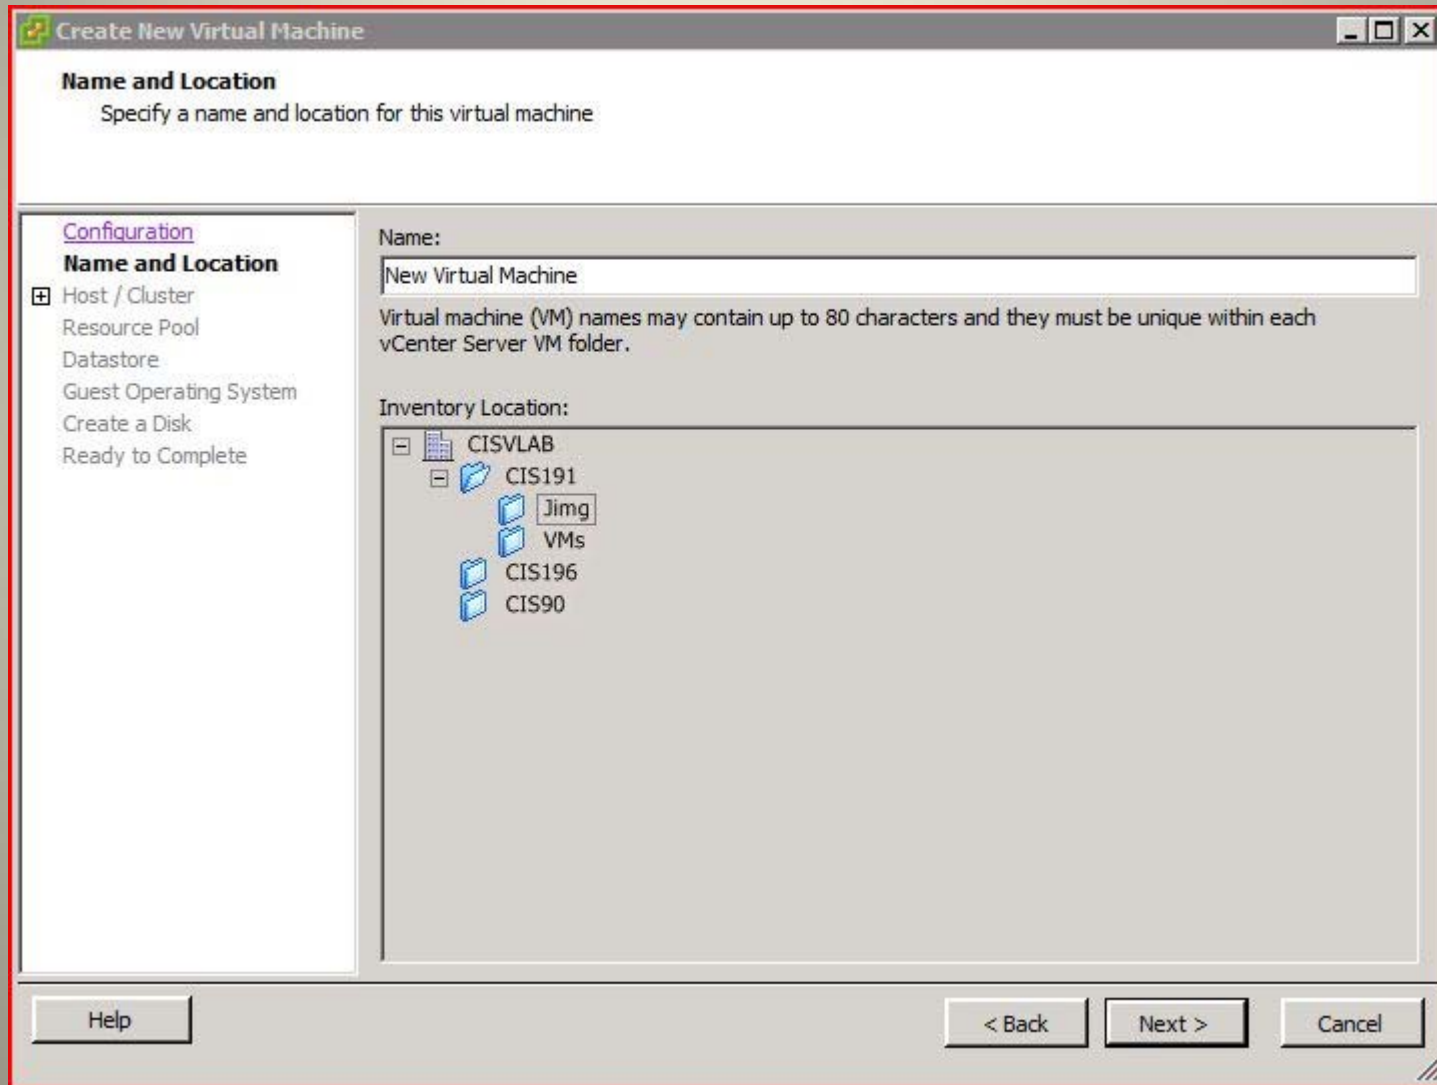 Create New Virtual Machine
Name and Location
Specify a name and location for this virtual machine
Configuration
Name and Location
Host / Cluster
Resource Pool
Datastore
Guest Operating System
Create a Disk
Ready to Complete
Name:
New Virtual Machine
Virtual machine (VM) names may contain up to 80 characters and they must be unique within each
vCenter Server VM folder.
Inventory Location:
CISVLAB
CIS191
Jimg
VMs
CIS196
CIS90
Help
< Back
Next >
Cancel